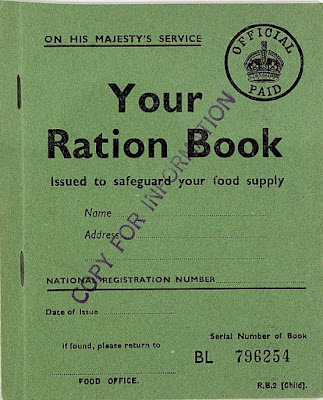 ON HIS MAJESTY'S SERVICE
OFFICIAL
PAID
Your
Ration Book
Issued to safeguard your food supply
Name
Address
COPY FOR INFORMATION
NATIONAL REGISTRATION NUMBER
Date of Issue
Serial Number of Book
If found, please return to
BL 796254
FOOD OFFICE.
R.B.2 [Child].